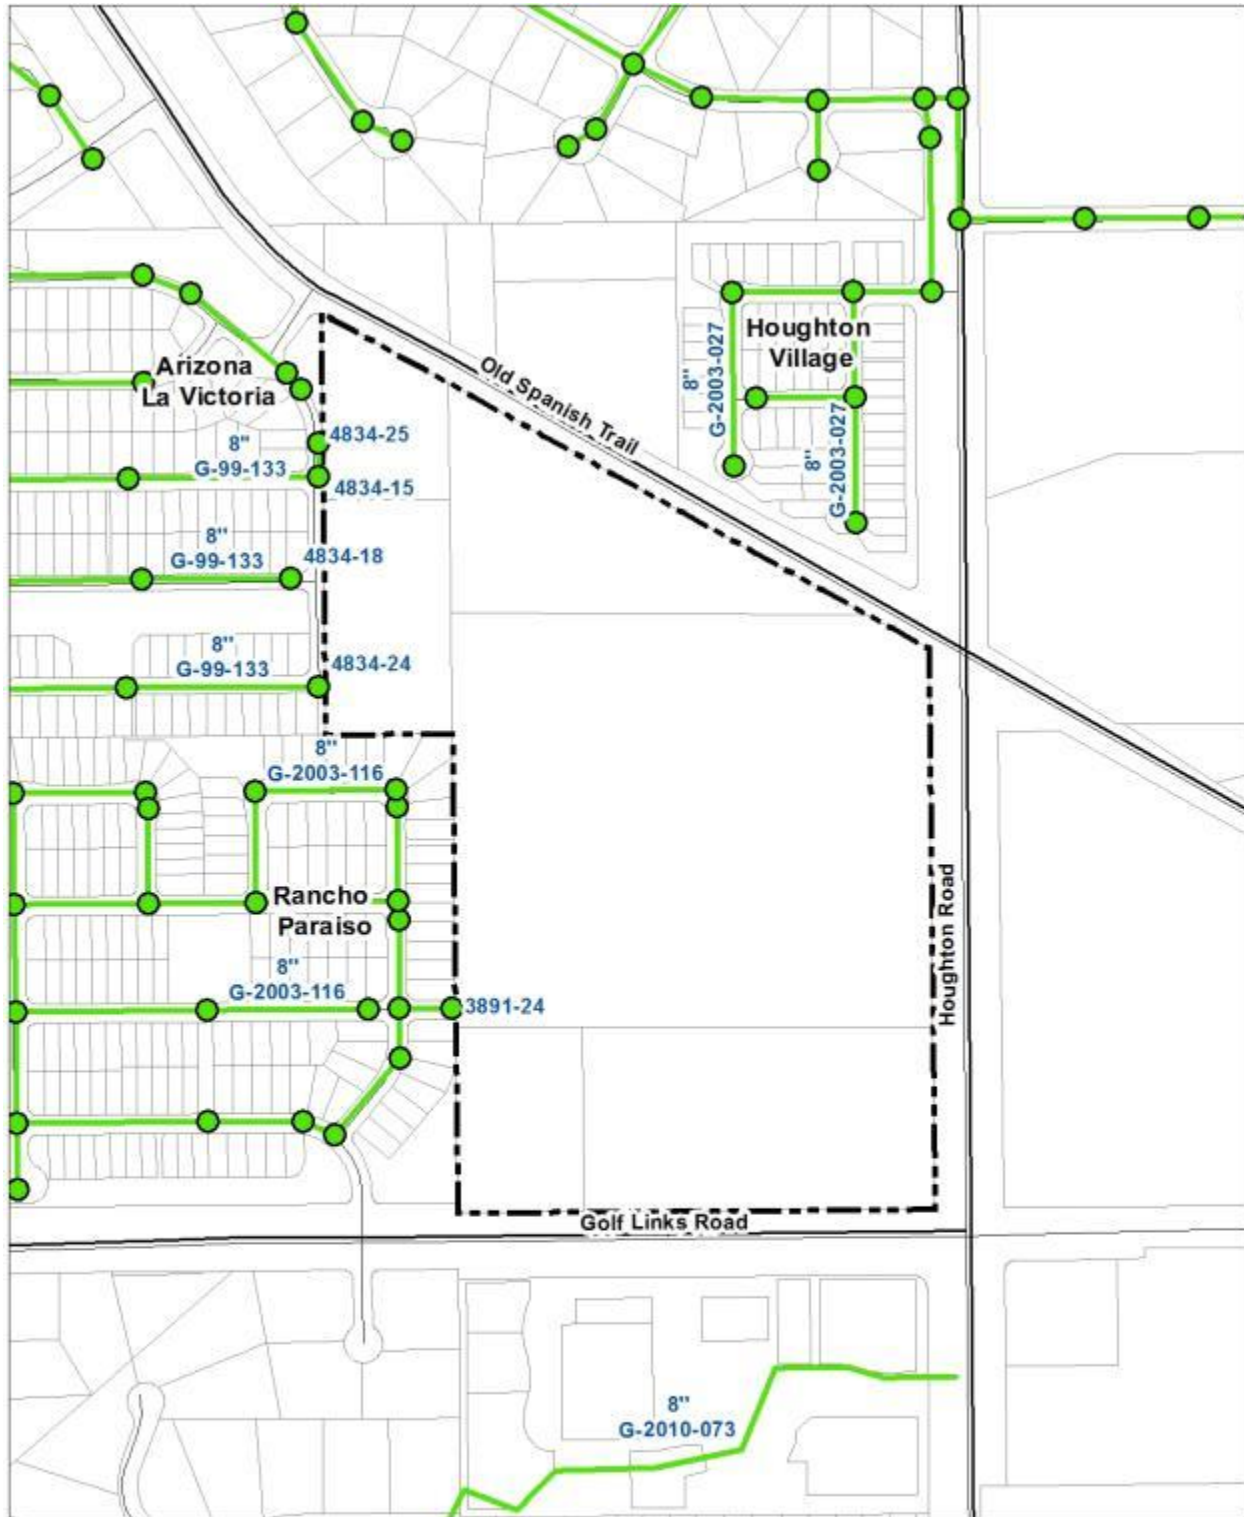 Houghton
Village
8"
G-2003-027
8"
G-2003-027
Old Spanish Trail
Arizona
La Victoria
8"
G-99-133
4834-25
4834-15
8"
G-99-133
4834-18
8"
G-99-133
4834-24
8"
G-2003-116
Rancho
Paraiso
8"
G-2003-116
3891-24
Houghton Road
Golf Links Road
8"
G-2010-073